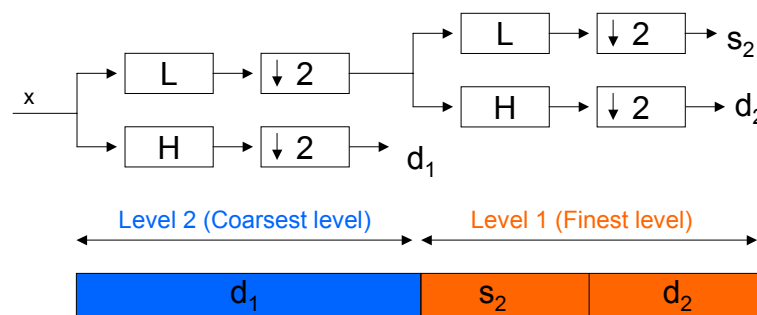 L ↓ 2 s₂
x L ↓ 2
H ↓ 2 d₂
H ↓ 2 d₁
Level 2 (Coarsest level) Level 1 (Finest level)
d₁ s₂ d₂